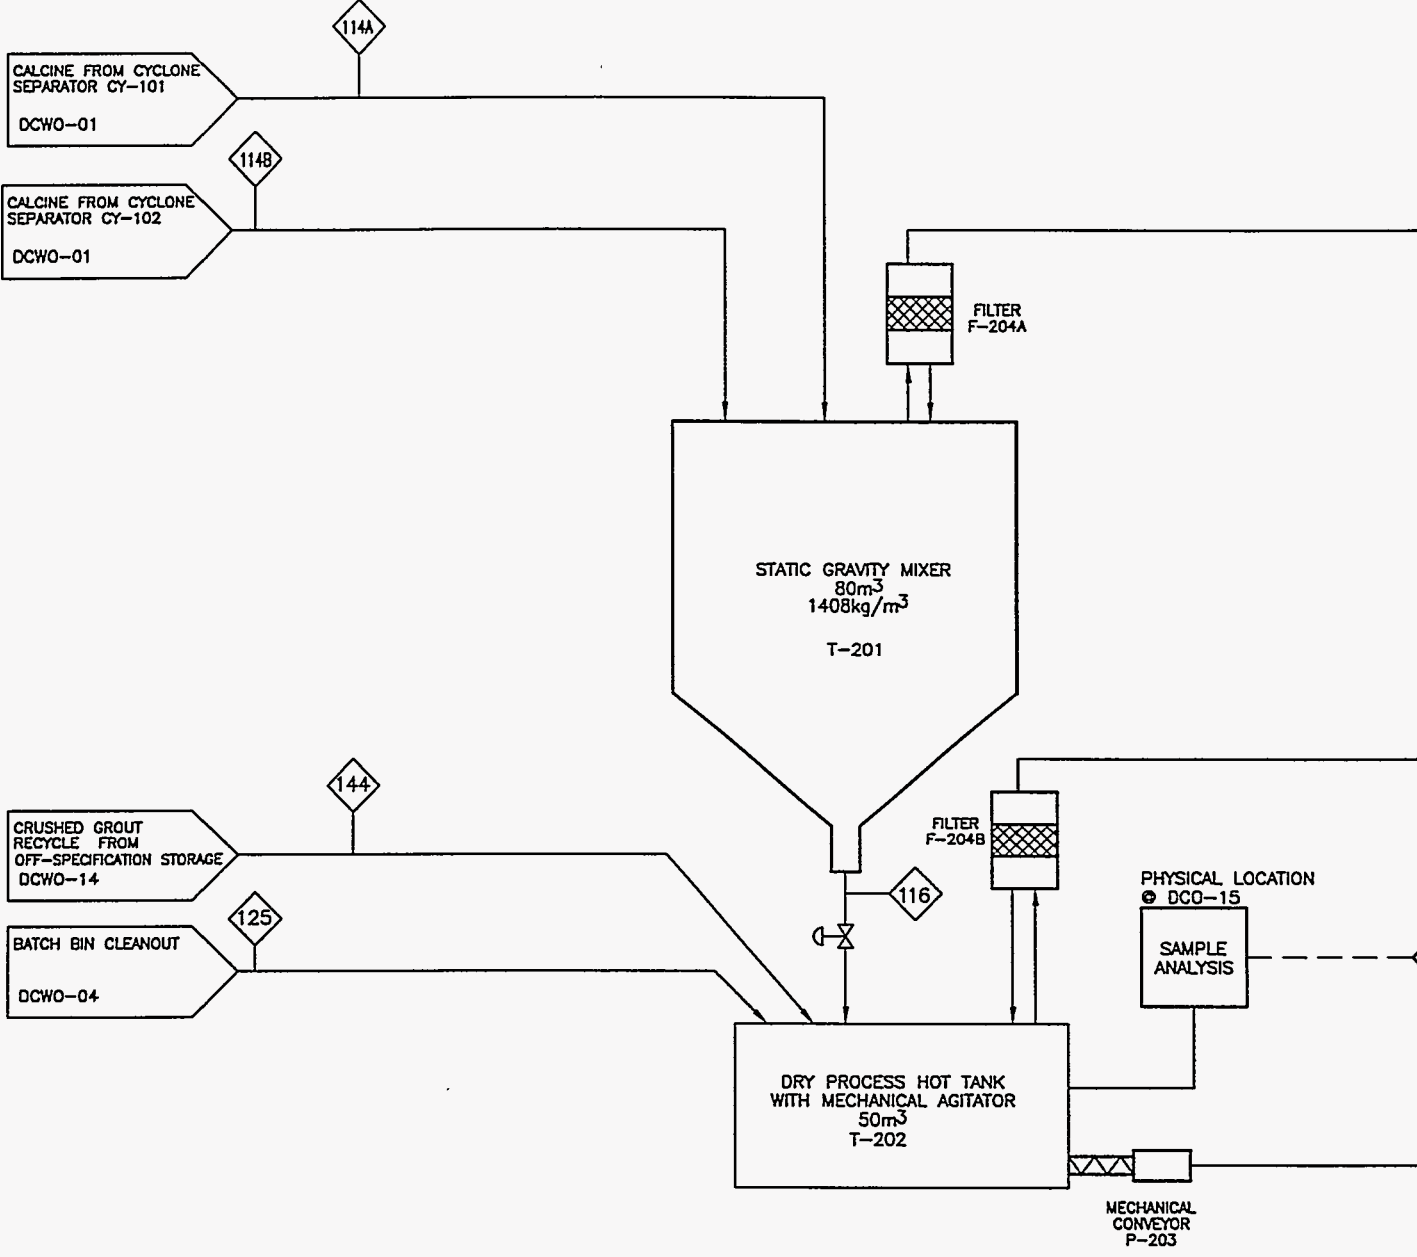 114A
CALCINE FROM CYCLONE
SEPARATOR CY-101
DCWO-01
114B
CALCINE FROM CYCLONE
SEPARATOR CY-102
DCWO-01
FILTER
F-204A
STATIC GRAVITY MIXER
80m³
1408kg/m³
T-201
144
CRUSHED GROUT
RECYCLE FROM
OFF-SPECIFICATION STORAGE
DCWO-14
125
BATCH BIN CLEANOUT
DCWO-04
FILTER
F-204B
116
PHYSICAL LOCATION
@ DCO-15
SAMPLE
ANALYSIS
DRY PROCESS HOT TANK
WITH MECHANICAL AGITATOR
50m³
T-202
MECHANICAL
CONVEYOR
P-203